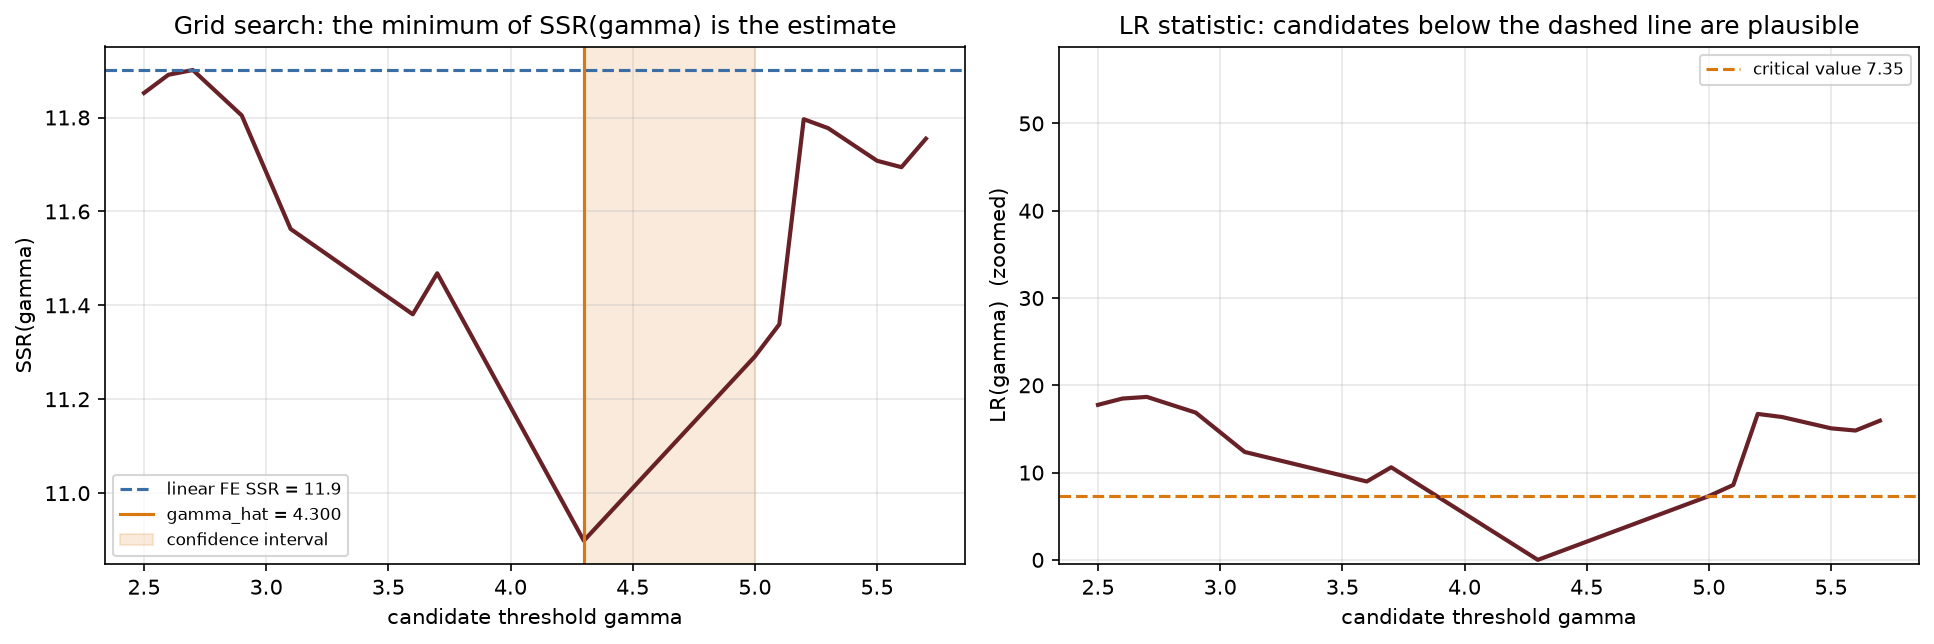 Grid search: the minimum of SSR(gamma) is the estimate
SSR(gamma)
11.8
11.6
11.4
11.2
11.0
linear FE SSR = 11.9
gamma_hat = 4.300
confidence interval
2.5 3.0 3.5 4.0 4.5 5.0 5.5
candidate threshold gamma
LR statistic: candidates below the dashed line are plausible
LR(gamma) (zoomed)
critical value 7.35
50
40
30
20
10
0
2.5 3.0 3.5 4.0 4.5 5.0 5.5
candidate threshold gamma